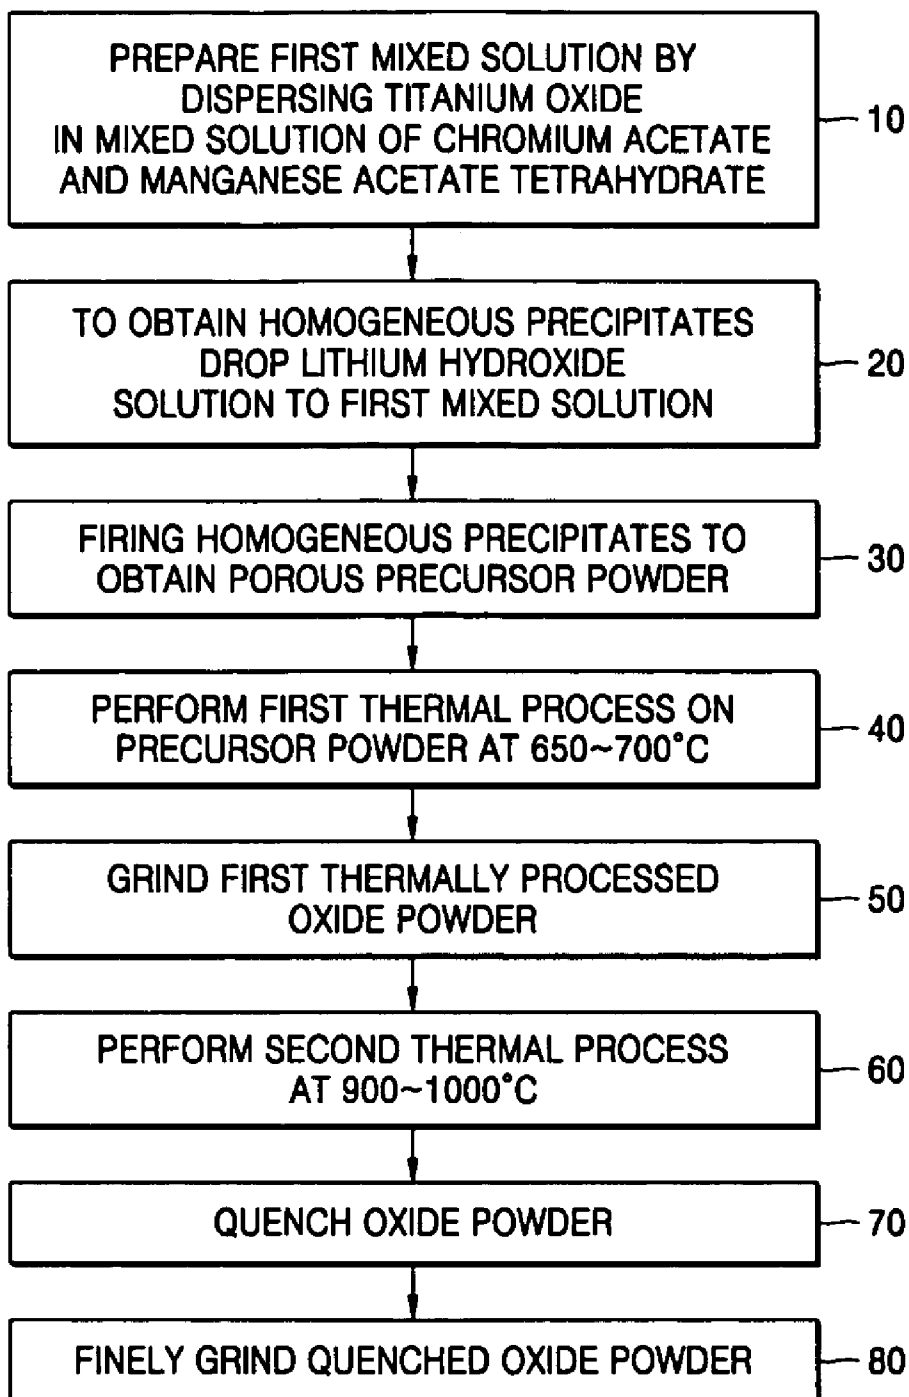 PREPARE FIRST MIXED SOLUTION BY
DISPERSING TITANIUM OXIDE
IN MIXED SOLUTION OF CHROMIUM ACETATE
AND MANGANESE ACETATE TETRAHYDRATE
10
TO OBTAIN HOMOGENEOUS PRECIPITATES
DROP LITHIUM HYDROXIDE
SOLUTION TO FIRST MIXED SOLUTION
20
FIRING HOMOGENEOUS PRECIPITATES TO
OBTAIN POROUS PRECURSOR POWDER
30
PERFORM FIRST THERMAL PROCESS ON
PRECURSOR POWDER AT 650~700°C
40
GRIND FIRST THERMALLY PROCESSED
OXIDE POWDER
50
PERFORM SECOND THERMAL PROCESS
AT 900~1000°C
60
QUENCH OXIDE POWDER
70
FINELY GRIND QUENCHED OXIDE POWDER
80